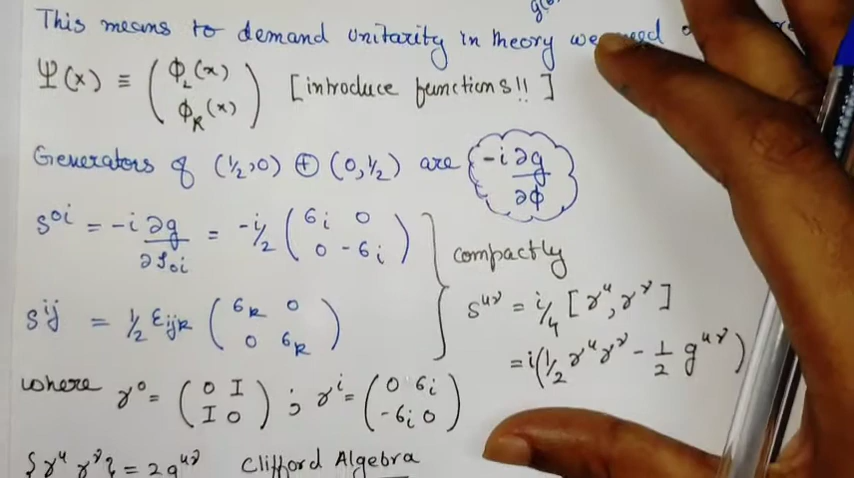 g(
This means to demand Unitarity in theory we need
Ψ(x) ≡ ( ϕ_L(x) ϕ_R(x) ) [introduce functions!!]
Generators of (1/2,0) ⊕ (0,1/2) are -i ∂g/∂ϕ
S^{0i} = -i ∂g/∂ϑ_{0i} = -i/2 ( σ_i 0 0 -σ_i )
S^{ij} = 1/2 ε_{ijk} ( σ_k 0 0 σ_k )
compactly
S^{μν} = i/4 [γ^μ, γ^ν]
= i(1/2 γ^μ γ^ν - 1/2 g^{μν})
where γ^0 = ( 0 I I 0 ) ; γ^i = ( 0 σ_i -σ_i 0 )
{γ^μ γ^ν} = 2g^{μν} Clifford Algebra